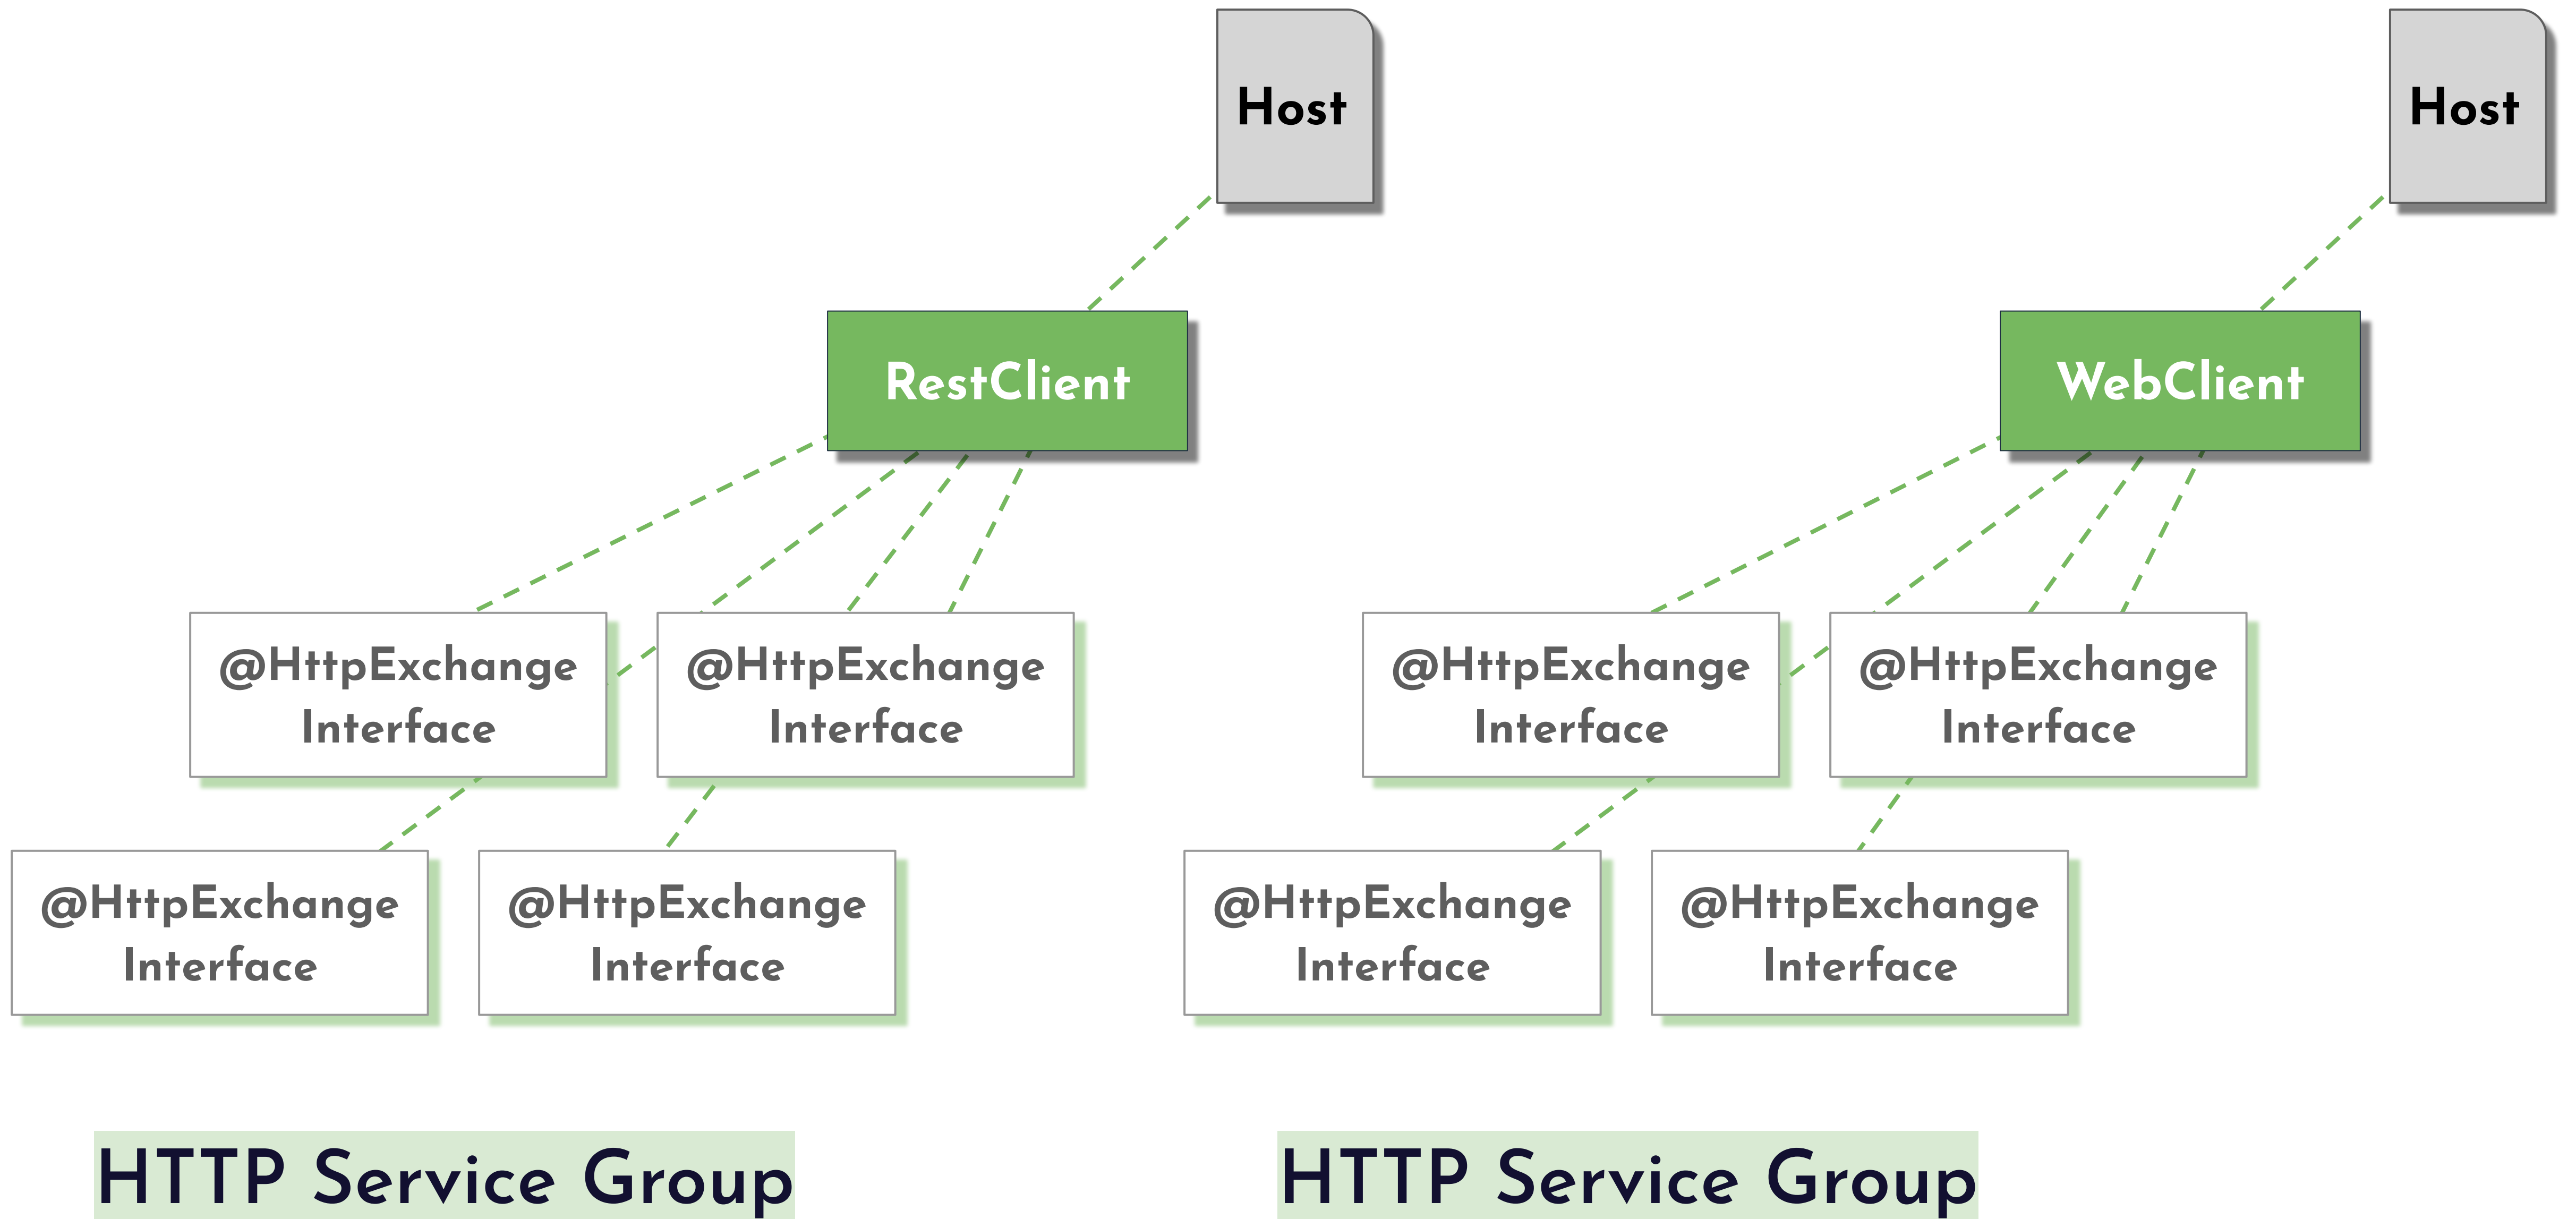 Host
Host
RestClient
WebClient
@HttpExchange
Interface
@HttpExchange
Interface
@HttpExchange
Interface
@HttpExchange
Interface
@HttpExchange
Interface
@HttpExchange
Interface
@HttpExchange
Interface
@HttpExchange
Interface
HTTP Service Group
HTTP Service Group